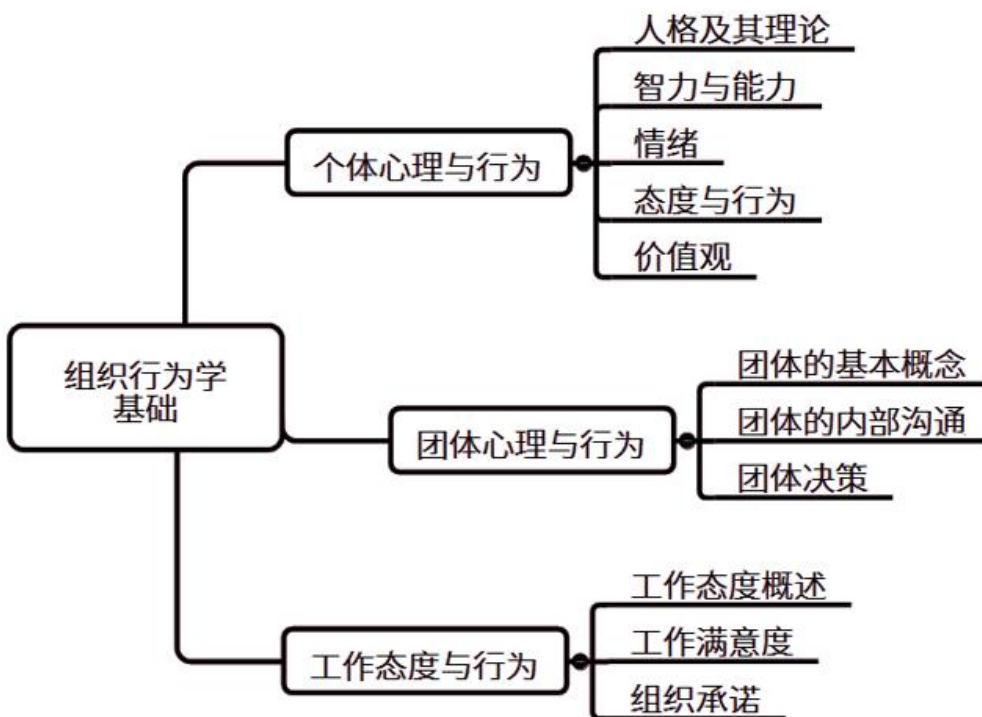 人格及其理论
智力与能力
个体心理与行为
情绪
态度与行为
价值观
组织行为学
基础
团体的基本概念
团体心理与行为
团体的内部沟通
团体决策
工作态度概述
工作态度与行为
工作满意度
组织承诺